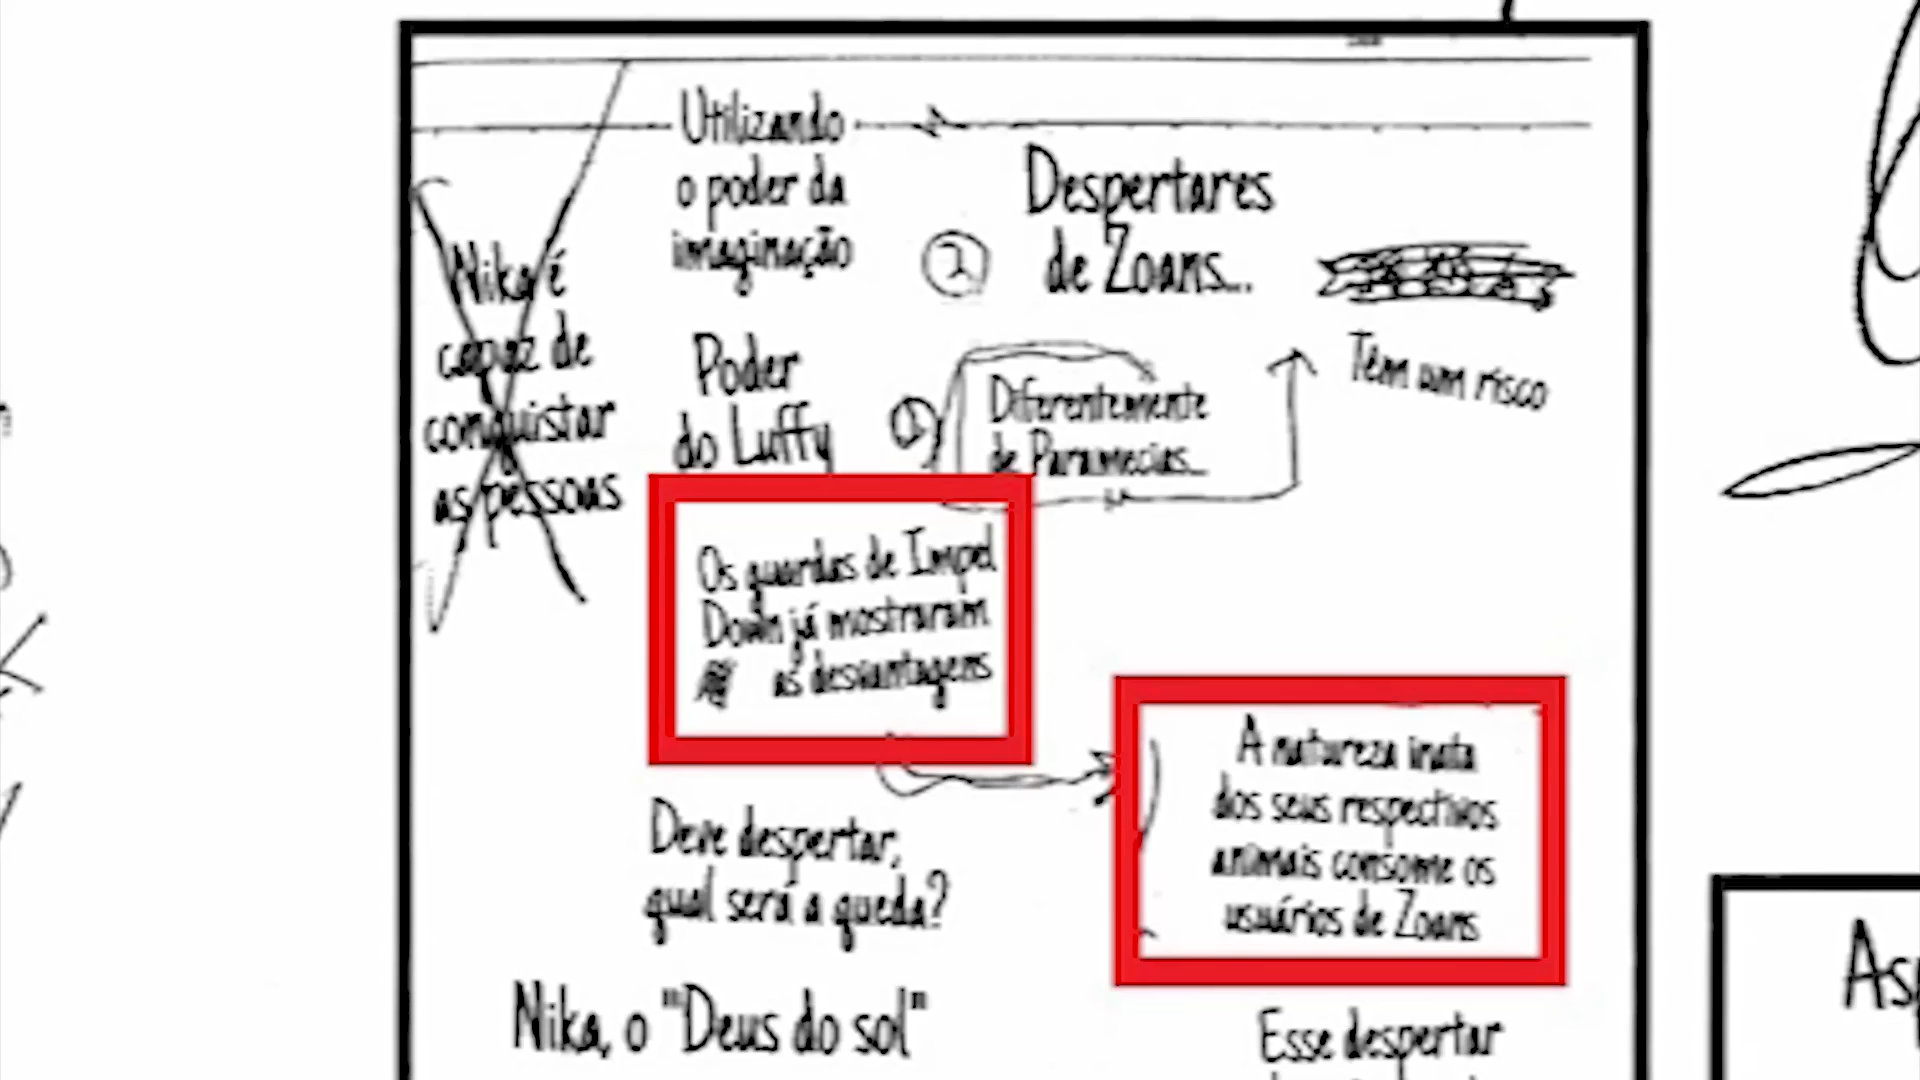 Utilizando
o poder da
imaginação
2
Despertares
de Zoans...
Nika é
capaz de
conquistar
as pessoas
Poder
do Luffy
1
Diferentemente
de Paramecias...
Têm um risco
Os guardas de Impel
Down já mostraram
as desvantagens
A natureza inata
dos seus respectivos
animais consome os
usuários de Zoans
Deve despertar,
qual será a queda?
Nika, o "Deus do sol"
Esse despertar